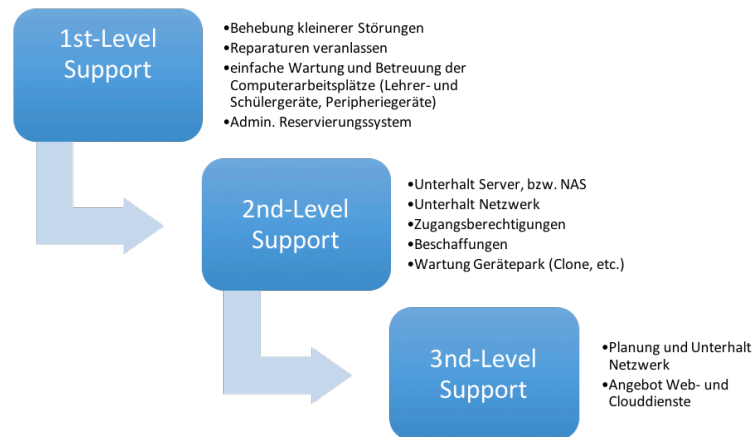 1st-Level
Support
•Behebung kleinerer Störungen
•Reparaturen veranlassen
•einfache Wartung und Betreuung der
Computerarbeitsplätze (Lehrer- und
Schülergeräte, Peripheriegeräte)
•Admin. Reservierungssystem
2nd-Level
Support
•Unterhalt Server, bzw. NAS
•Unterhalt Netzwerk
•Zugangsberechtigungen
•Beschaffungen
•Wartung Gerätepark (Clone, etc.)
3nd-Level
Support
•Planung und Unterhalt
Netzwerk
•Angebot Web- und
Clouddienste